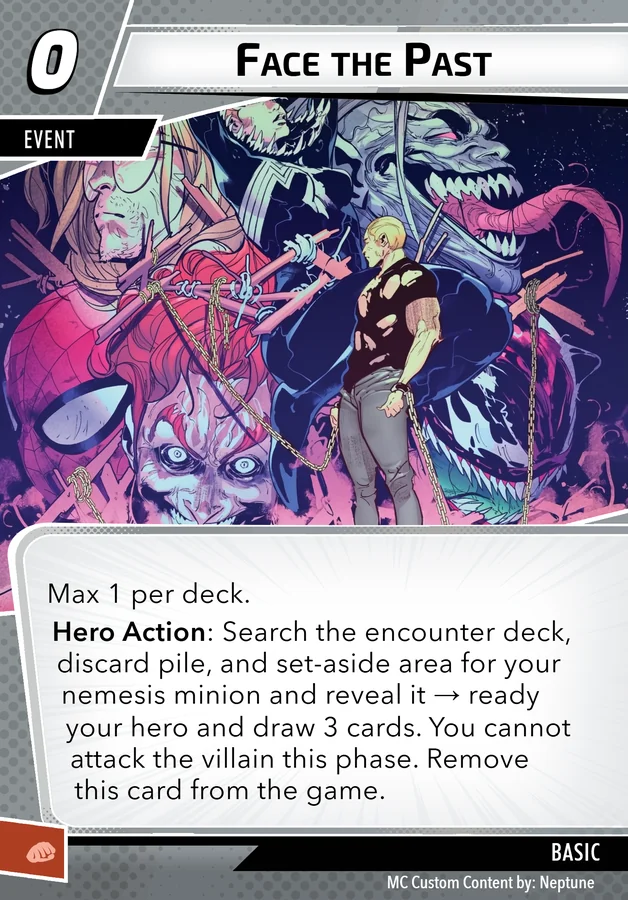 0
FACE THE PAST
EVENT
Max 1 per deck.
Hero Action: Search the encounter deck,
discard pile, and set-aside area for your
nemesis minion and reveal it → ready
your hero and draw 3 cards. You cannot
attack the villain this phase. Remove
this card from the game.
BASIC
MC Custom Content by: Neptune